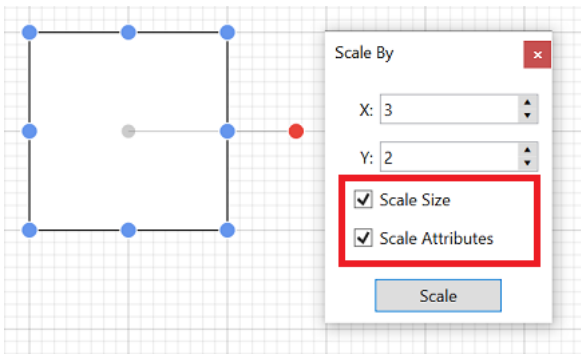 Scale By
X: 3
Y: 2
Scale Size
Scale Attributes
Scale